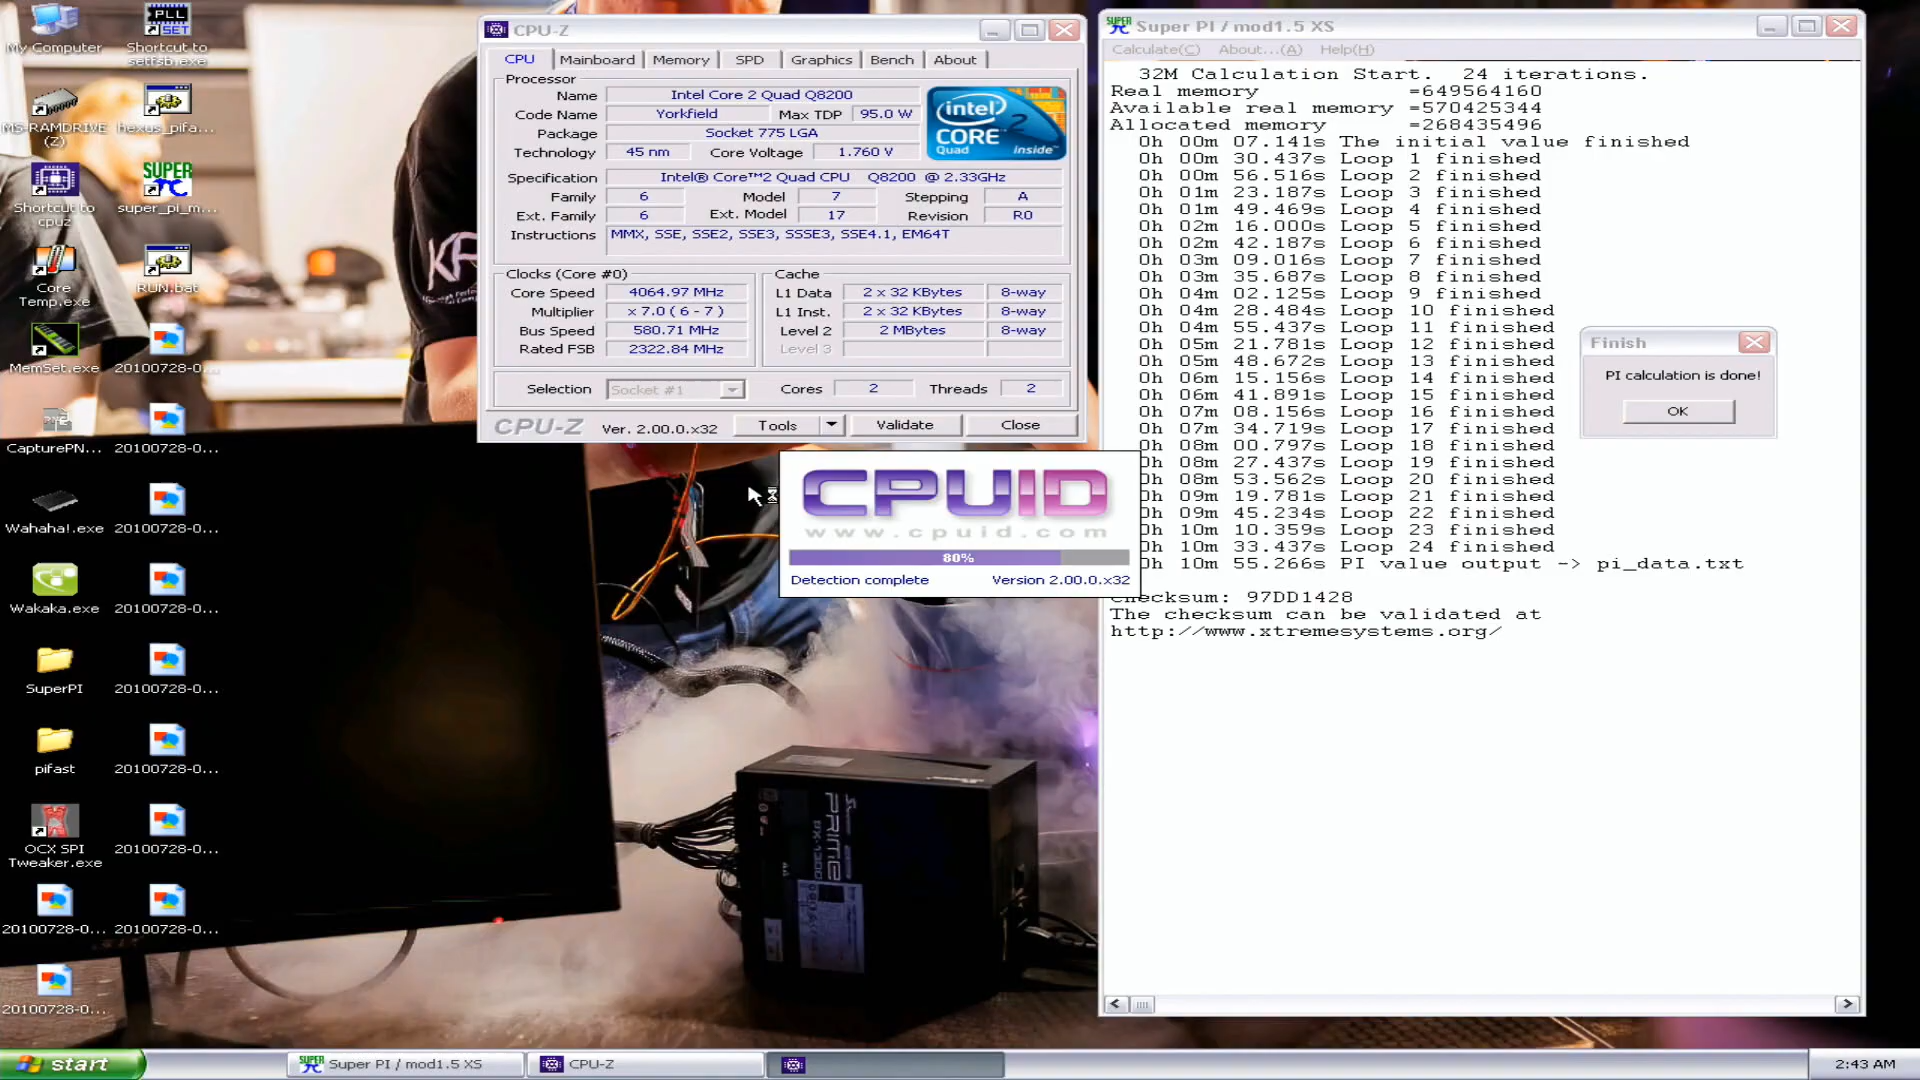 My Computer
Shortcut to
setfsb.exe
MS-RAMDRIVE
(Z)
hexus_pifa...
Shortcut to
cpuz
super_pi_m...
Core
Temp.exe
RUN.bat
MemSet.exe
20100728-0...
CapturePN...
20100728-0...
Wahaha!.exe
20100728-0...
Wakaka.exe
20100728-0...
SuperPI
20100728-0...
pifast
20100728-0...
OCX SPI
Tweaker.exe
20100728-0...
20100728-0...
20100728-0...
20100728-0...
CPU-Z
CPU Mainboard Memory SPD Graphics Bench About
Processor
Name Intel Core 2 Quad Q8200
Code Name Yorkfield Max TDP 95.0 W
Package Socket 775 LGA
Technology 45 nm Core Voltage 1.760 V
intel
CORE 2
Quad inside™
Specification Intel® Core™2 Quad CPU Q8200 @ 2.33GHz
Family 6 Model 7 Stepping A
Ext. Family 6 Ext. Model 17 Revision R0
Instructions MMX, SSE, SSE2, SSE3, SSSE3, SSE4.1, EM64T
Clocks (Core #0)
Core Speed 4064.97 MHz
Multiplier x 7.0 ( 6 - 7 )
Bus Speed 580.71 MHz
Rated FSB 2322.84 MHz
Cache
L1 Data 2 x 32 KBytes 8-way
L1 Inst. 2 x 32 KBytes 8-way
Level 2 2 MBytes 8-way
Level 3
Selection Socket #1 Cores 2 Threads 2
CPU-Z Ver. 2.00.0.x32 Tools Validate Close
CPUID
www.cpuid.com
80%
Detection complete Version 2.00.0.x32
PRIME
PX-1300
Super PI / mod1.5 XS
Calculate(C) About...(A) Help(H)
32M Calculation Start. 24 iterations.
Real memory =649564160
Available real memory =570425344
Allocated memory =268435496
0h 00m 07.141s The initial value finished
0h 00m 30.437s Loop 1 finished
0h 00m 56.516s Loop 2 finished
0h 01m 23.187s Loop 3 finished
0h 01m 49.469s Loop 4 finished
0h 02m 16.000s Loop 5 finished
0h 02m 42.187s Loop 6 finished
0h 03m 09.016s Loop 7 finished
0h 03m 35.687s Loop 8 finished
0h 04m 02.125s Loop 9 finished
0h 04m 28.484s Loop 10 finished
0h 04m 55.437s Loop 11 finished
0h 05m 21.781s Loop 12 finished
0h 05m 48.672s Loop 13 finished
0h 06m 15.156s Loop 14 finished
0h 06m 41.891s Loop 15 finished
0h 07m 08.156s Loop 16 finished
0h 07m 34.719s Loop 17 finished
0h 08m 00.797s Loop 18 finished
0h 08m 27.437s Loop 19 finished
0h 08m 53.562s Loop 20 finished
0h 09m 19.781s Loop 21 finished
0h 09m 45.234s Loop 22 finished
0h 10m 10.359s Loop 23 finished
0h 10m 33.437s Loop 24 finished
0h 10m 55.266s PI value output -> pi_data.txt
Checksum: 97DD1428
The checksum can be validated at
http://www.xtremesystems.org/
Finish
PI calculation is done!
OK
start
Super PI / mod1.5 XS
CPU-Z
2:43 AM